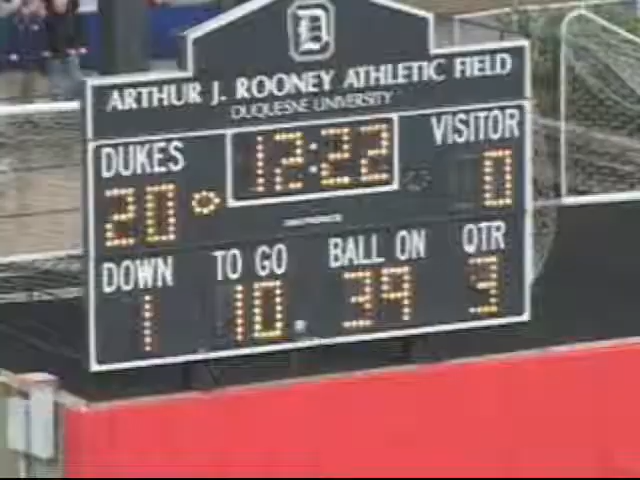 D
ARTHUR J. ROONEY ATHLETIC FIELD
DUQUESNE UNIVERSITY
DUKES 12:22 VISITOR
20 0
DOWN TO GO BALL ON QTR
1 10 39 3